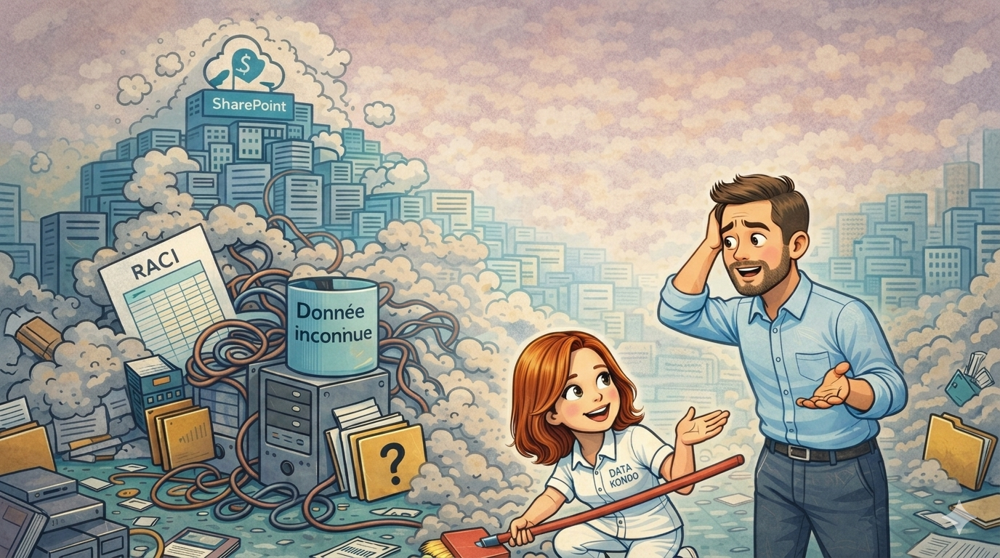 $
SharePoint
RACI
Donnée
inconnue
?
DATA
KONDO